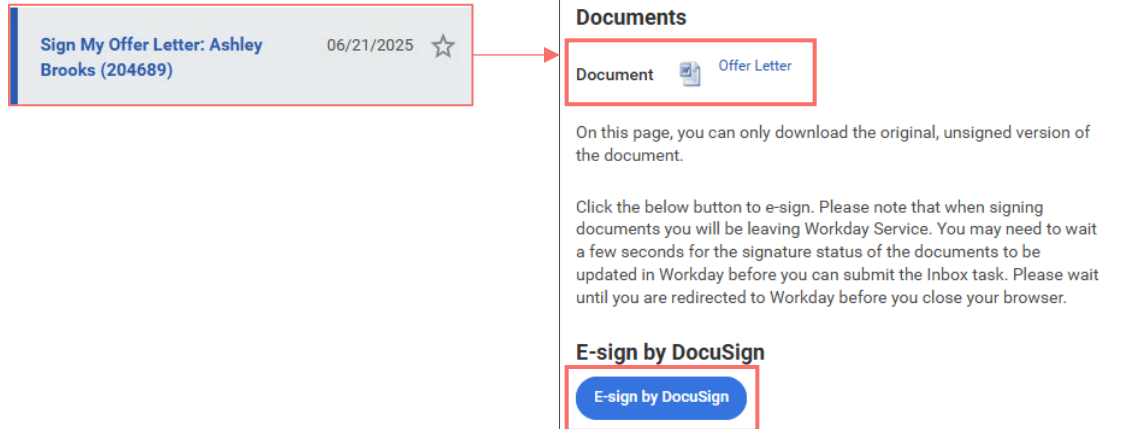 Sign My Offer Letter: Ashley
Brooks (204689)
06/21/2025
Documents
Document Offer Letter
On this page, you can only download the original, unsigned version of
the document.
Click the below button to e-sign. Please note that when signing
documents you will be leaving Workday Service. You may need to wait
a few seconds for the signature status of the documents to be
updated in Workday before you can submit the Inbox task. Please wait
until you are redirected to Workday before you close your browser.
E-sign by DocuSign
E-sign by DocuSign